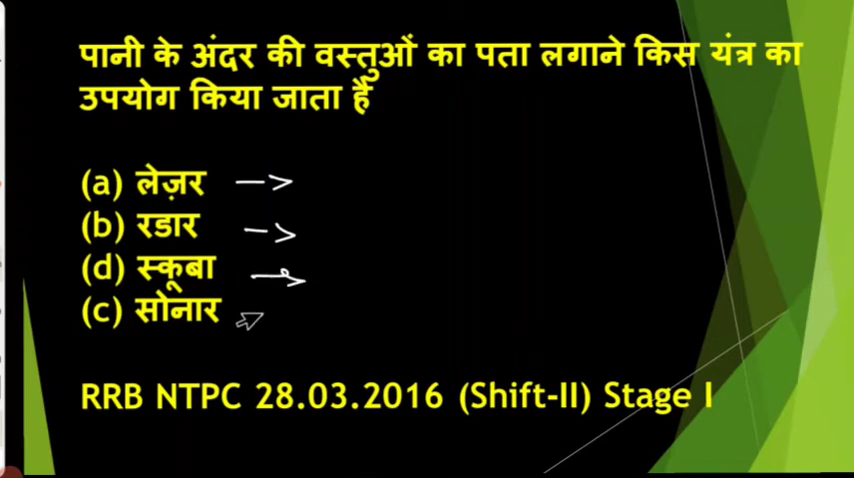 पानी के अंदर की वस्तुओं का पता लगाने किस यंत्र का
उपयोग किया जाता है
(a) लेज़र
(b) रडार
(d) स्कूबा
(c) सोनार
RRB NTPC 28.03.2016 (Shift-II) Stage I